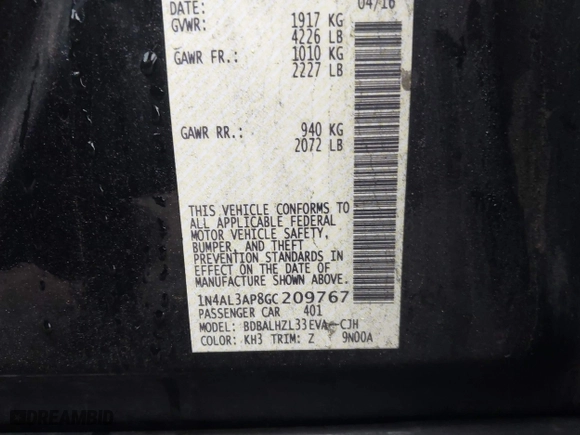 DATE: 04/16
GVWR: 1917 KG
4226 LB
GAWR FR.: 1010 KG
2227 LB
GAWR RR.: 940 KG
2072 LB
THIS VEHICLE CONFORMS TO
ALL APPLICABLE FEDERAL
MOTOR VEHICLE SAFETY,
BUMPER, AND THEFT
PREVENTION STANDARDS
IN EFFECT ON THE DATE OF
MANUFACTURE SHOWN ABOVE.
1N4AL3AP8GC209767
PASSENGER CAR 401
MODEL: BDBALHZL33EVA--CJH
COLOR: KH3 TRIM: Z 9N00A
DREAMBID